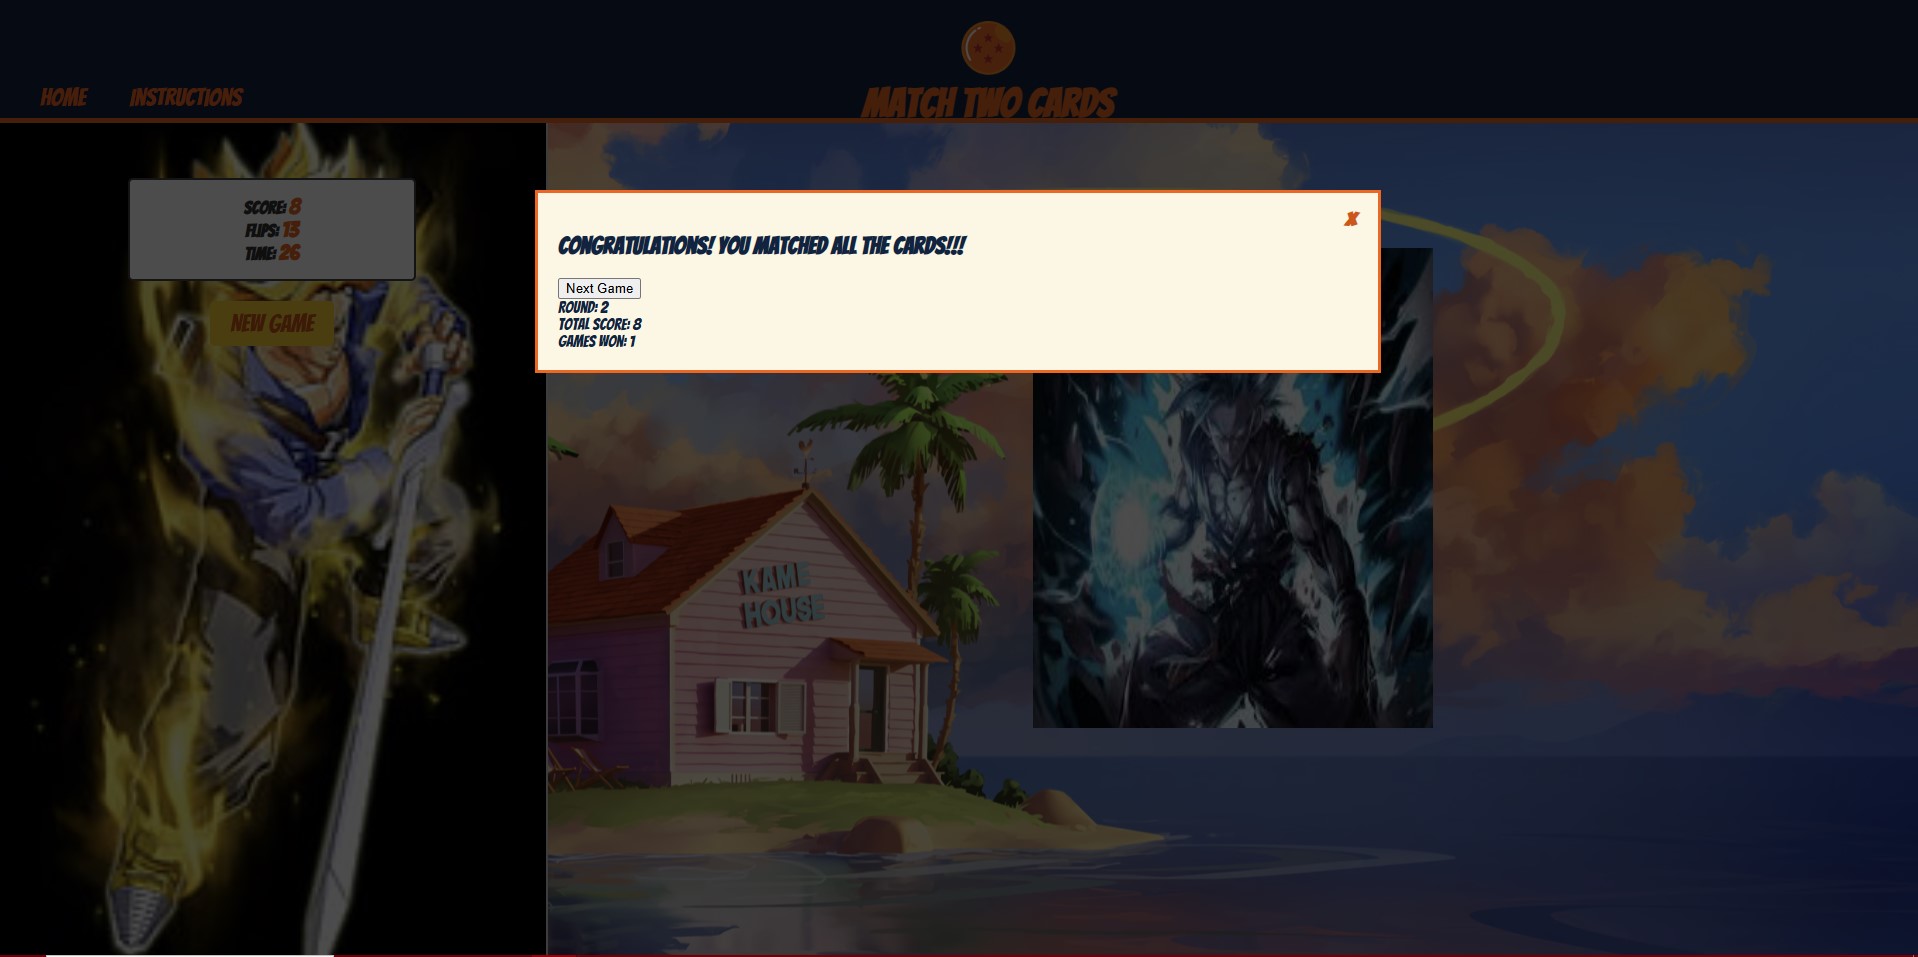 HOME
INSTRUCTIONS
MATCH TWO CARDS
SCORE: 8
FLIPS: 13
TIME: 26
NEW GAME
X
CONGRATULATIONS! YOU MATCHED ALL THE CARDS!!!
Next Game
ROUND: 2
TOTAL SCORE: 8
GAMES WON: 1
KAME
HOUSE